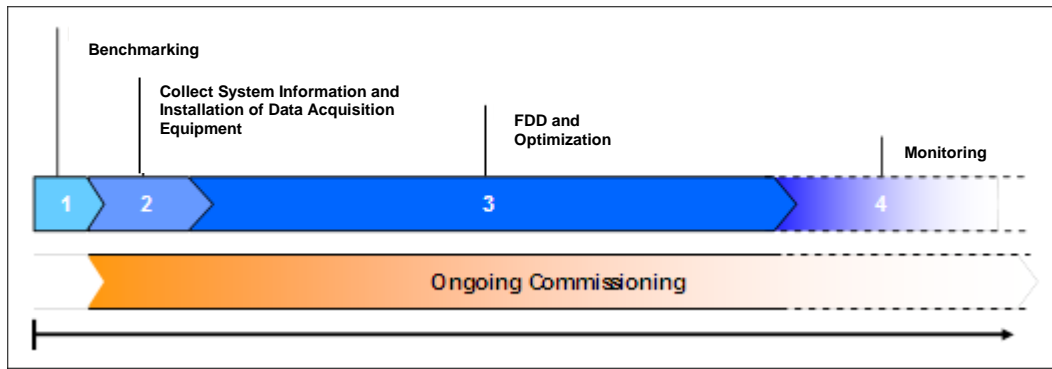 Benchmarking
Collect System Information and
Installation of Data Acquisition
Equipment
FDD and
Optimization
Monitoring
1
2
3
4
Ongoing Commissioning